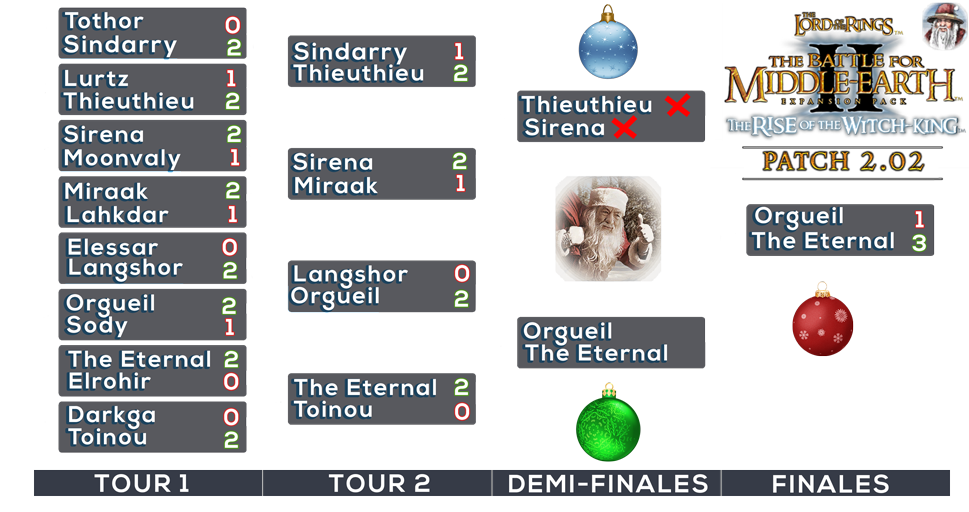 Tothor 0
Sindarry 2
Lurtz 1
Thieuthieu 2
Sirena 2
Moonvaly 1
Miraak 2
Lahkdar 1
Elessar 0
Langshor 2
Orgueil 2
Sody 1
The Eternal 2
Elrohir 0
Darkga 0
Toinou 2
Sindarry 1
Thieuthieu 2
Sirena 2
Miraak 1
Langshor 0
Orgueil 2
The Eternal 2
Toinou 0
Thieuthieu
Sirena
Orgueil
The Eternal
THE
LORD OF THE RINGS™
II
THE BATTLE FOR
MIDDLE-EARTH™
EXPANSION PACK
THE RISE OF THE WITCH-KING™
PATCH 2.02
Orgueil 1
The Eternal 3
TOUR 1
TOUR 2
DEMI-FINALES
FINALES